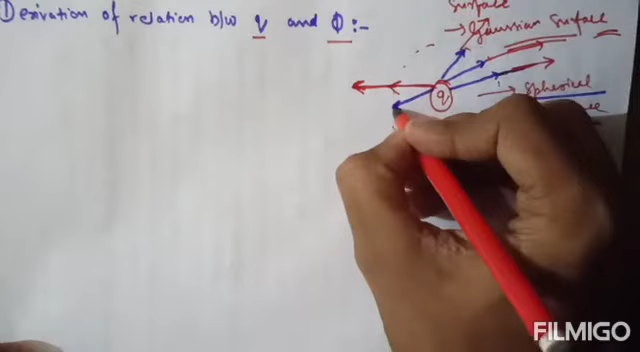 Surface
Derivation of relation b/w q and Φ:-
→ Gaussian Surface
q
→ Spherical
FILMIGO